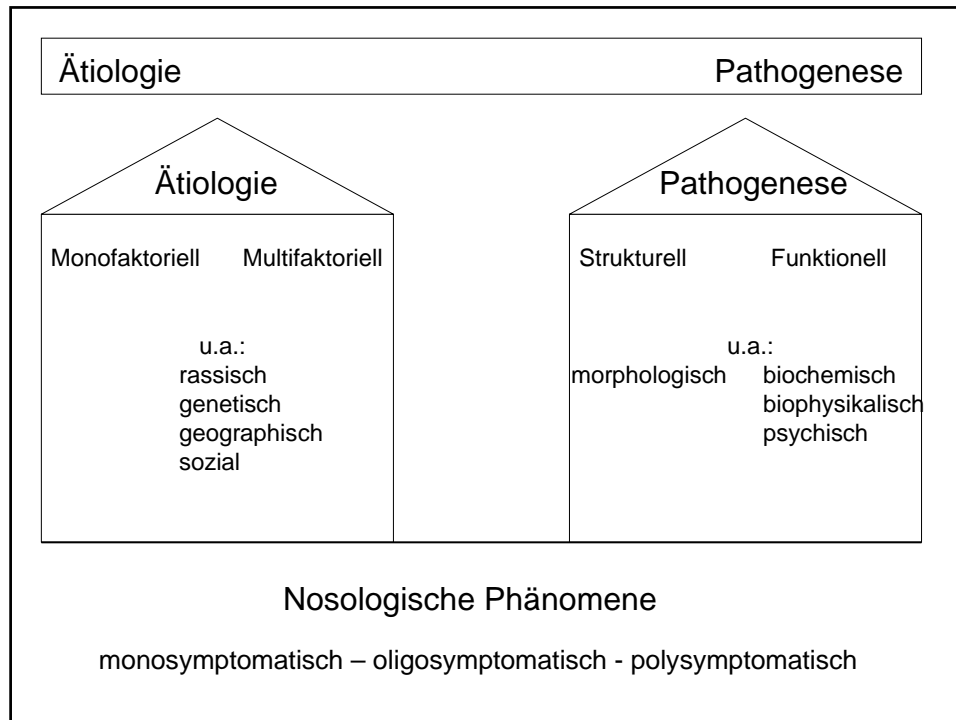 Ätiologie Pathogenese
Ätiologie
Monofaktoriell Multifaktoriell
u.a.:
rassisch
genetisch
geographisch
sozial
Pathogenese
Strukturell Funktionell
u.a.:
morphologisch biochemisch
biophysikalisch
psychisch
Nosologische Phänomene
monosymptomatisch – oligosymptomatisch - polysymptomatisch